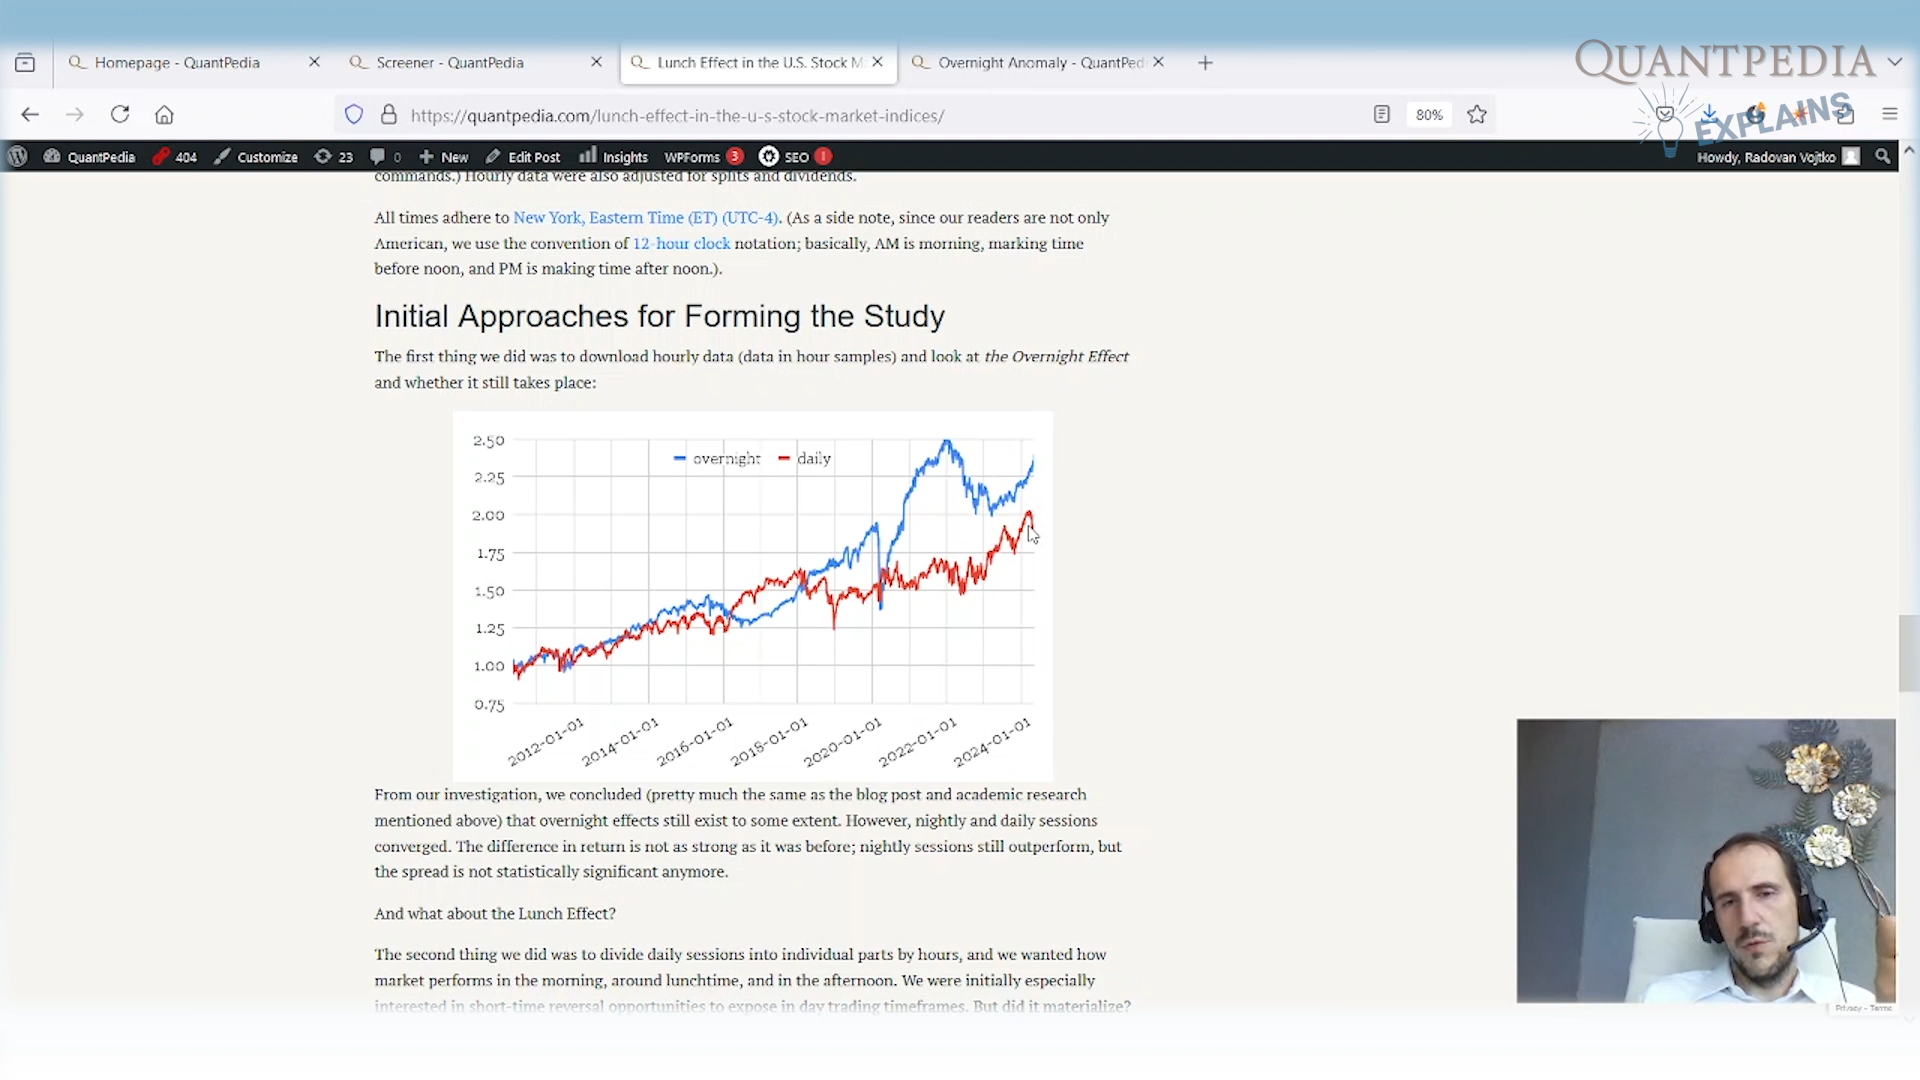 Homepage - QuantPedia
Screener - QuantPedia
Lunch Effect in the U.S. Stock M
Overnight Anomaly - QuantPed
QUANTPEDIA
EXPLAINS
https://quantpedia.com/lunch-effect-in-the-u-s-stock-market-indices/
80%
QuantPedia
404
Customize
23
0
New
Edit Post
Insights
WPForms
3
SEO
!
Howdy, Radovan Vojtko
commands.) Hourly data were also adjusted for splits and dividends.
All times adhere to New York, Eastern Time (ET) (UTC-4). (As a side note, since our readers are not only
American, we use the convention of 12-hour clock notation; basically, AM is morning, marking time
before noon, and PM is making time after noon.).
Initial Approaches for Forming the Study
The first thing we did was to download hourly data (data in hour samples) and look at the Overnight Effect
and whether it still takes place:
2.50
overnight
daily
2.25
2.00
1.75
1.50
1.25
1.00
0.75
2012-01-01
2014-01-01
2016-01-01
2018-01-01
2020-01-01
2022-01-01
2024-01-01
From our investigation, we concluded (pretty much the same as the blog post and academic research
mentioned above) that overnight effects still exist to some extent. However, nightly and daily sessions
converged. The difference in return is not as strong as it was before; nightly sessions still outperform, but
the spread is not statistically significant anymore.
And what about the Lunch Effect?
The second thing we did was to divide daily sessions into individual parts by hours, and we wanted how
market performs in the morning, around lunchtime, and in the afternoon. We were initially especially
interested in short-time reversal opportunities to expose in day trading timeframes. But did it materialize?
Privacy - Terms